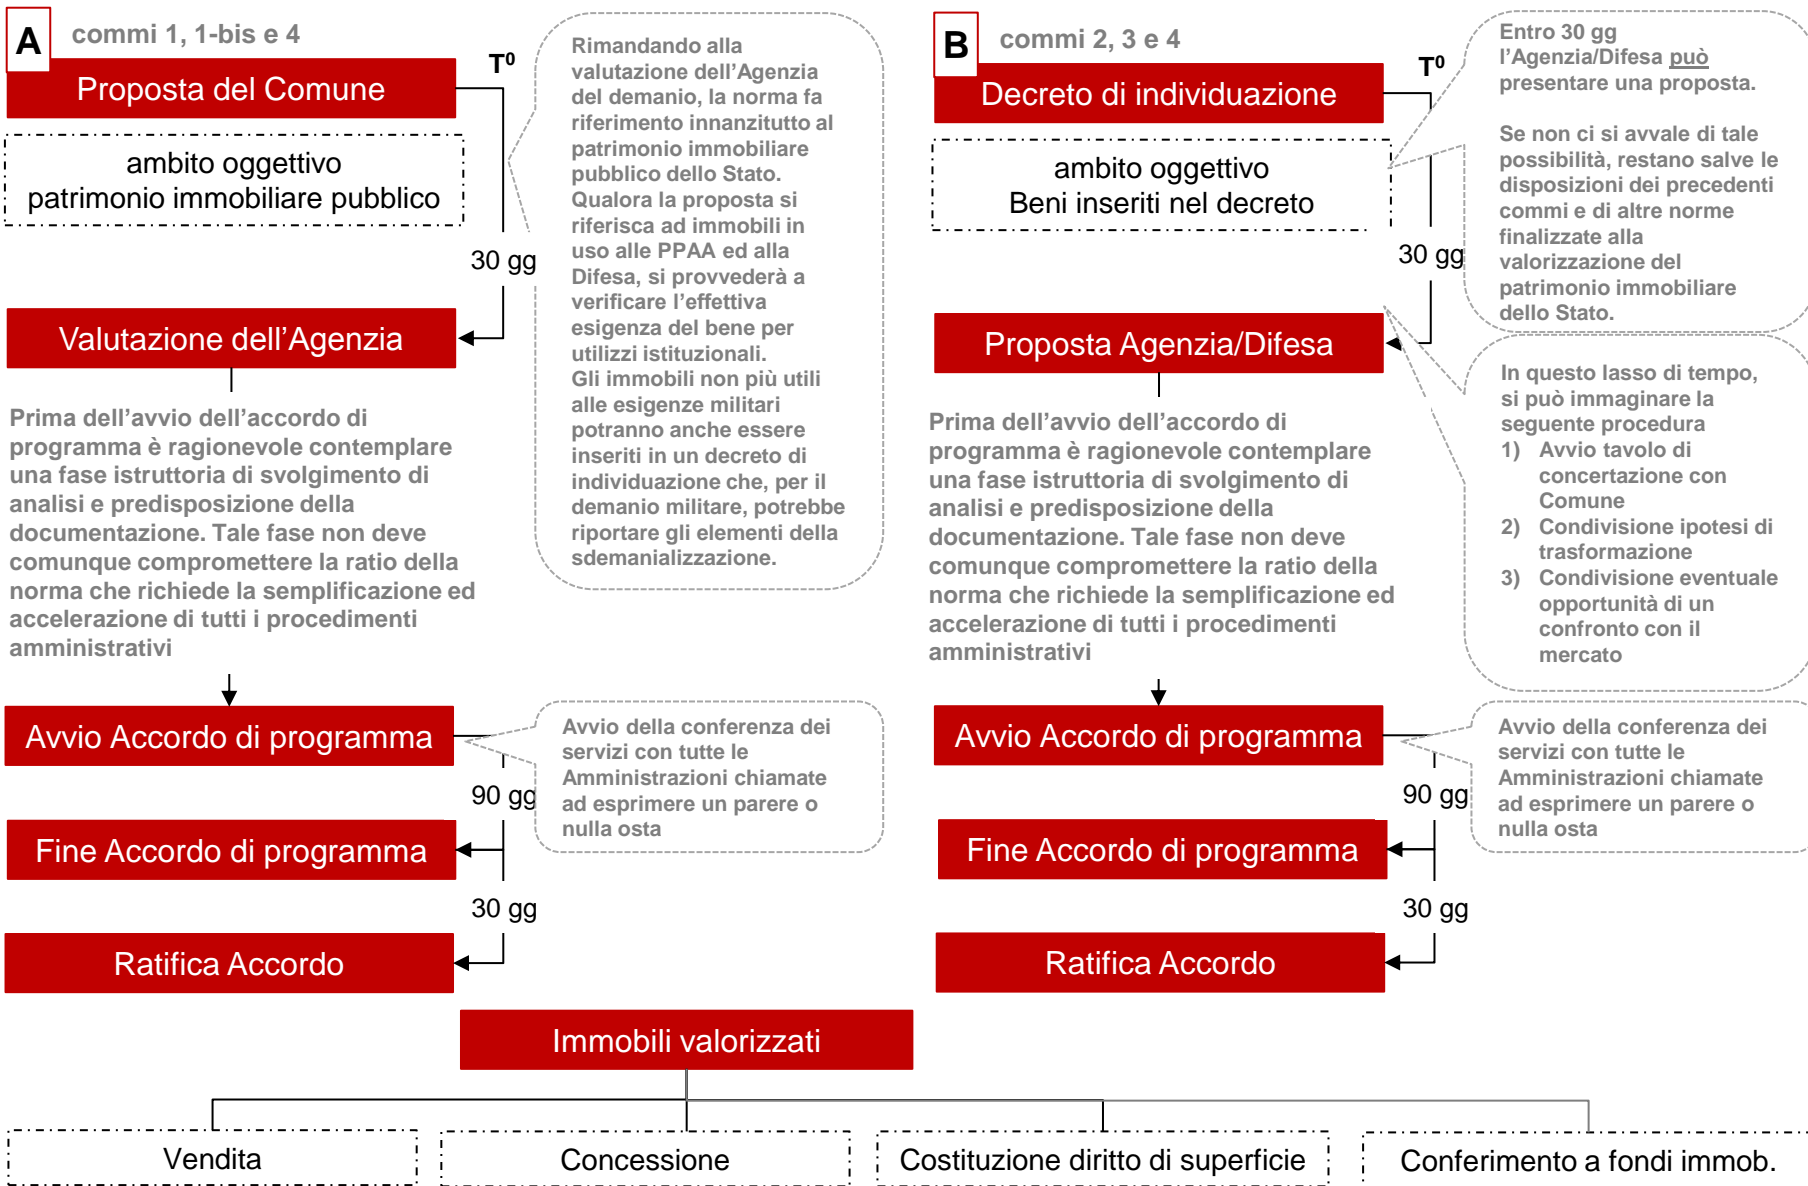 A
commi 1, 1-bis e 4
T⁰
Proposta del Comune
ambito oggettivo
patrimonio immobiliare pubblico
30 gg
Valutazione dell’Agenzia
Rimandando alla
valutazione dell’Agenzia
del demanio, la norma fa
riferimento innanzitutto al
patrimonio immobiliare
pubblico dello Stato.
Qualora la proposta si
riferisca ad immobili in
uso alle PPAA ed alla
Difesa, si provvederà a
verificare l’effettiva
esigenza del bene per
utilizzi istituzionali.
Gli immobili non più utili
alle esigenze militari
potranno anche essere
inseriti in un decreto di
individuazione che, per il
demanio militare, potrebbe
riportare gli elementi della
sdemanializzazione.
Prima dell’avvio dell’accordo di
programma è ragionevole contemplare
una fase istruttoria di svolgimento di
analisi e predisposizione della
documentazione. Tale fase non deve
comunque compromettere la ratio della
norma che richiede la semplificazione ed
accelerazione di tutti i procedimenti
amministrativi
Avvio Accordo di programma
Avvio della conferenza dei
servizi con tutte le
Amministrazioni chiamate
ad esprimere un parere o
nulla osta
90 gg
Fine Accordo di programma
30 gg
Ratifica Accordo
B
commi 2, 3 e 4
T⁰
Decreto di individuazione
ambito oggettivo
Beni inseriti nel decreto
30 gg
Proposta Agenzia/Difesa
Entro 30 gg
l’Agenzia/Difesa può
presentare una proposta.
Se non ci si avvale di tale
possibilità, restano salve le
disposizioni dei precedenti
commi e di altre norme
finalizzate alla
valorizzazione del
patrimonio immobiliare
dello Stato.
In questo lasso di tempo,
si può immaginare la
seguente procedura
1) Avvio tavolo di
concertazione con
Comune
2) Condivisione ipotesi di
trasformazione
3) Condivisione eventuale
opportunità di un
confronto con il
mercato
Prima dell’avvio dell’accordo di
programma è ragionevole contemplare
una fase istruttoria di svolgimento di
analisi e predisposizione della
documentazione. Tale fase non deve
comunque compromettere la ratio della
norma che richiede la semplificazione ed
accelerazione di tutti i procedimenti
amministrativi
Avvio Accordo di programma
Avvio della conferenza dei
servizi con tutte le
Amministrazioni chiamate
ad esprimere un parere o
nulla osta
90 gg
Fine Accordo di programma
30 gg
Ratifica Accordo
Immobili valorizzati
Vendita
Concessione
Costituzione diritto di superficie
Conferimento a fondi immob.